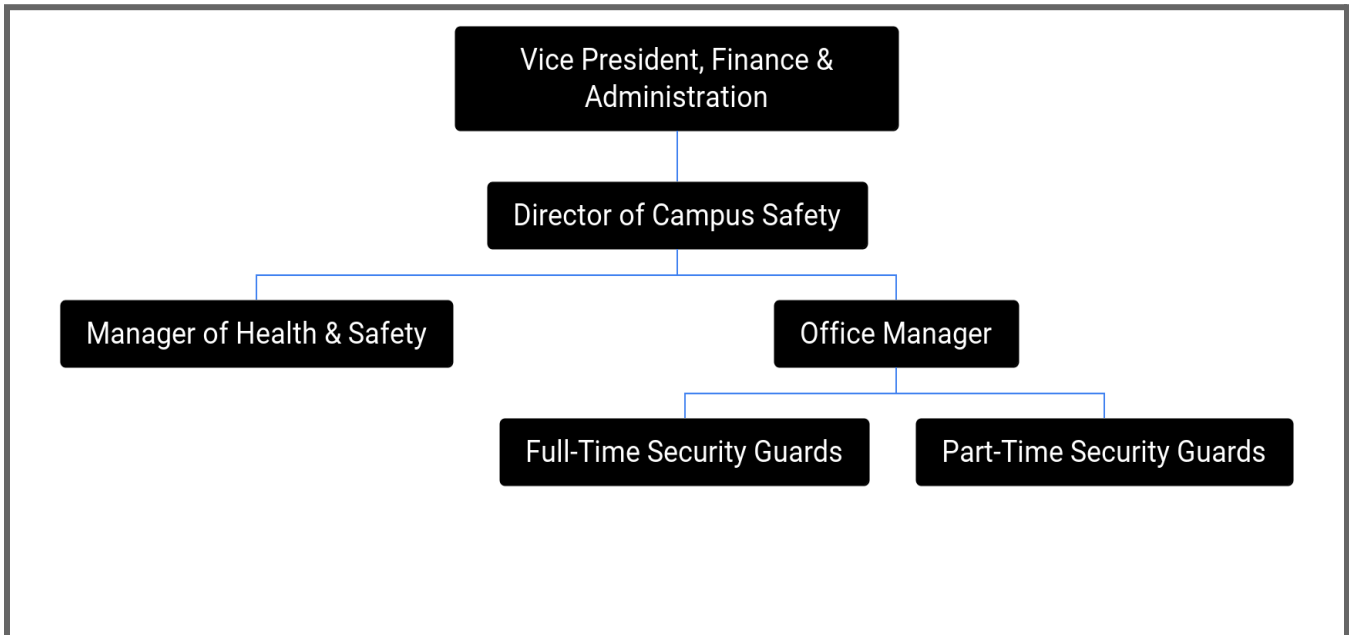 Vice President, Finance &
Administration
Director of Campus Safety
Manager of Health & Safety
Office Manager
Full-Time Security Guards
Part-Time Security Guards